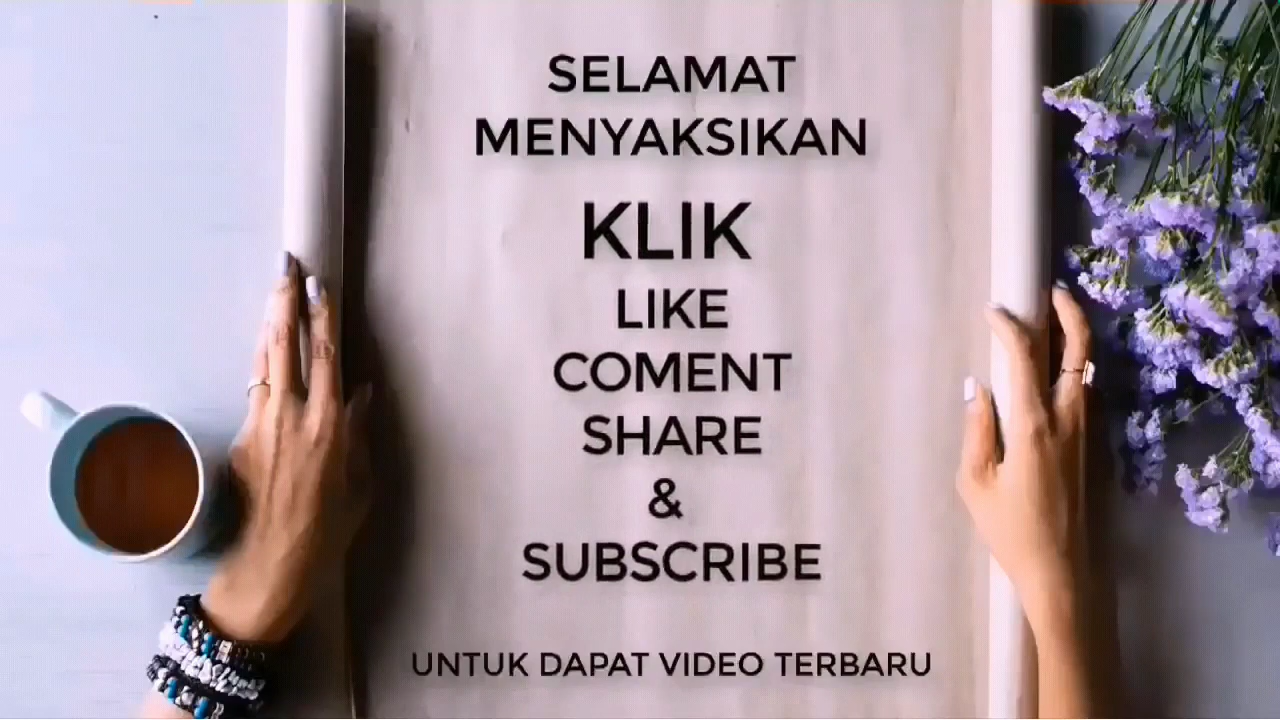 SELAMAT
MENYAKSIKAN
KLIK
LIKE
COMENT
SHARE
&
SUBSCRIBE
UNTUK DAPAT VIDEO TERBARU